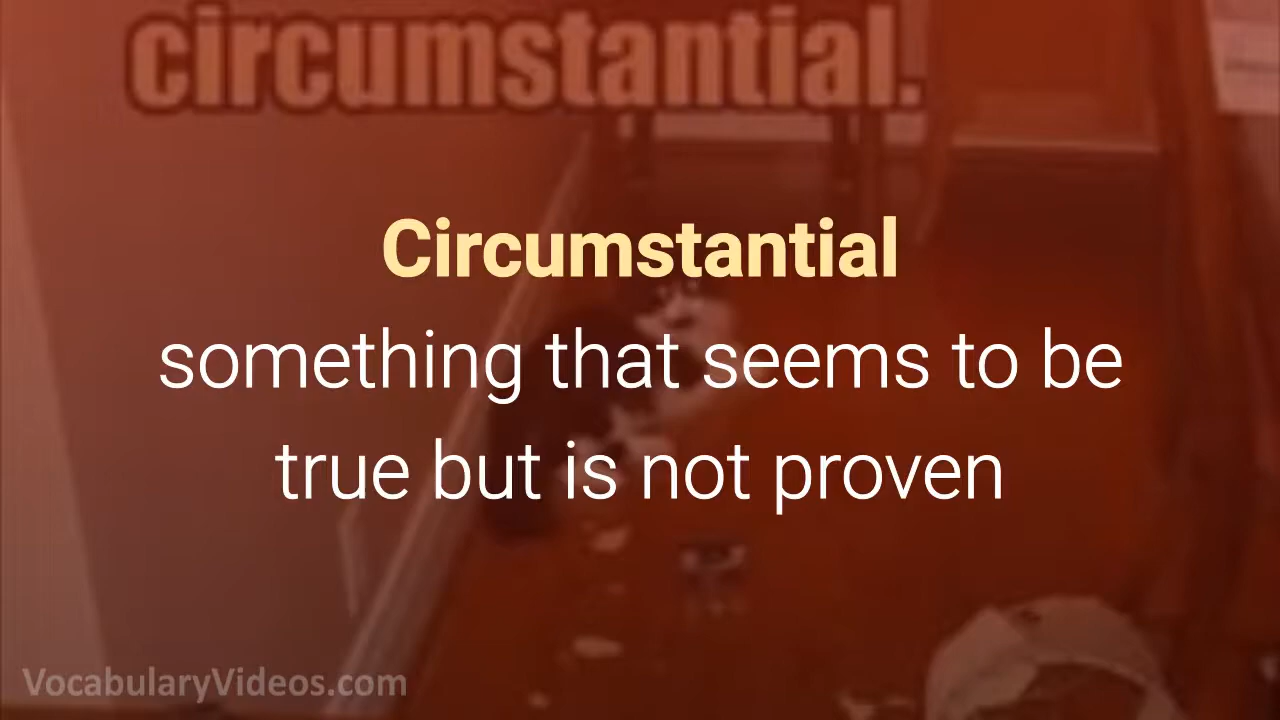 circumstantial.
Circumstantial
something that seems to be
true but is not proven
VocabularyVideos.com